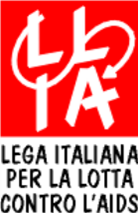 LILA
LEGA ITALIANA
PER LA LOTTA
CONTRO L'AIDS